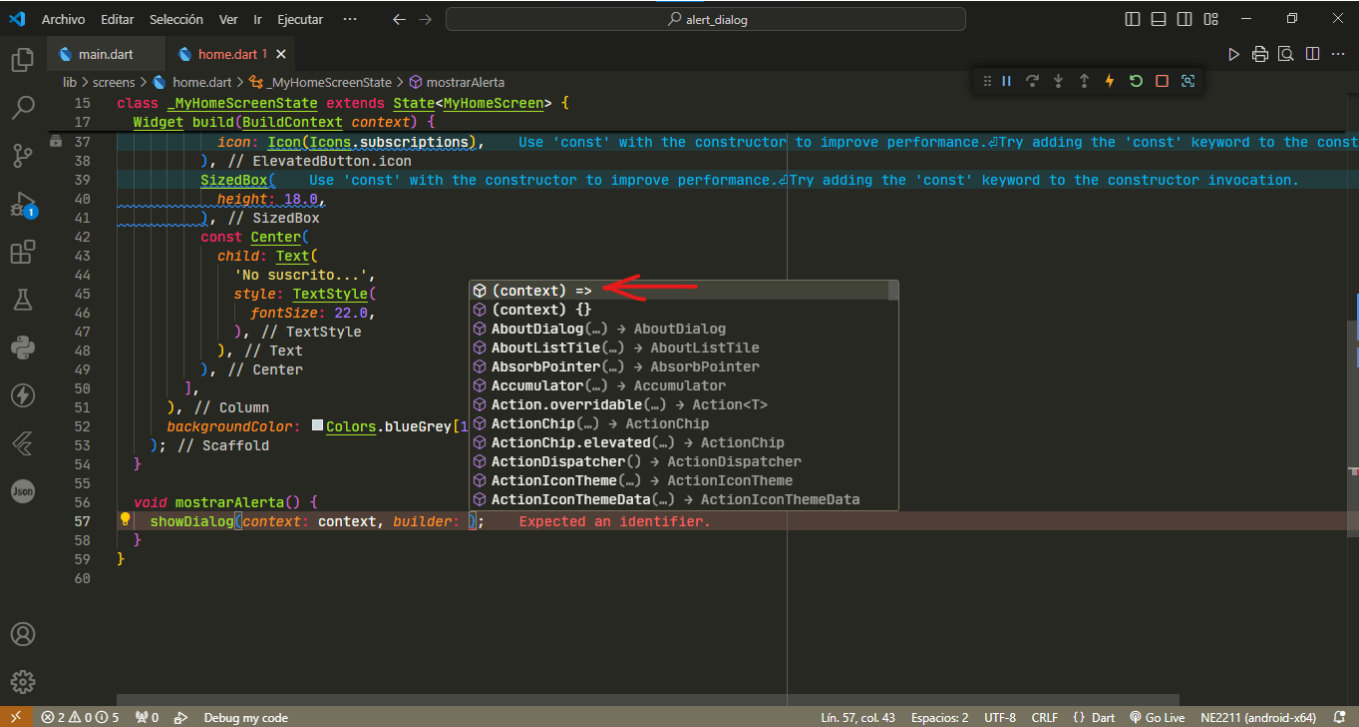 Archivo Editar Selección Ver Ir Ejecutar ··· alert_dialog
main.dart home.dart 1
lib > screens > home.dart > _MyHomeScreenState > mostrarAlerta
15 class _MyHomeScreenState extends State<MyHomeScreen> {
17 Widget build(BuildContext context) {
37 icon: Icon(Icons.subscriptions), Use 'const' with the constructor to improve performance.⏎Try adding the 'const' keyword to the const
38 ), // ElevatedButton.icon
39 SizedBox( Use 'const' with the constructor to improve performance.⏎Try adding the 'const' keyword to the constructor invocation.
40 height: 18.0,
41 ), // SizedBox
42 const Center(
43 child: Text(
44 'No suscrito...',
45 style: TextStyle(
46 fontSize: 22.0,
47 ), // TextStyle
48 ), // Text
49 ), // Center
50 ],
51 ), // Column
52 backgroundColor: Colors.blueGrey[1
53 ); // Scaffold
54 }
55
56 void mostrarAlerta() {
57 showDialog(context: context, builder: ); Expected an identifier.
58 }
59 }
60
(context) =>
(context) {}
AboutDialog(…) → AboutDialog
AboutListTile(…) → AboutListTile
AbsorbPointer(…) → AbsorbPointer
Accumulator(…) → Accumulator
Action.overridable(…) → Action<T>
ActionChip(…) → ActionChip
ActionChip.elevated(…) → ActionChip
ActionDispatcher() → ActionDispatcher
ActionIconTheme(…) → ActionIconTheme
ActionIconThemeData(…) → ActionIconThemeData
1
Json
2 0 5 0 Debug my code Lín. 57, col. 43 Espacios: 2 UTF-8 CRLF {} Dart Go Live NE2211 (android-x64)